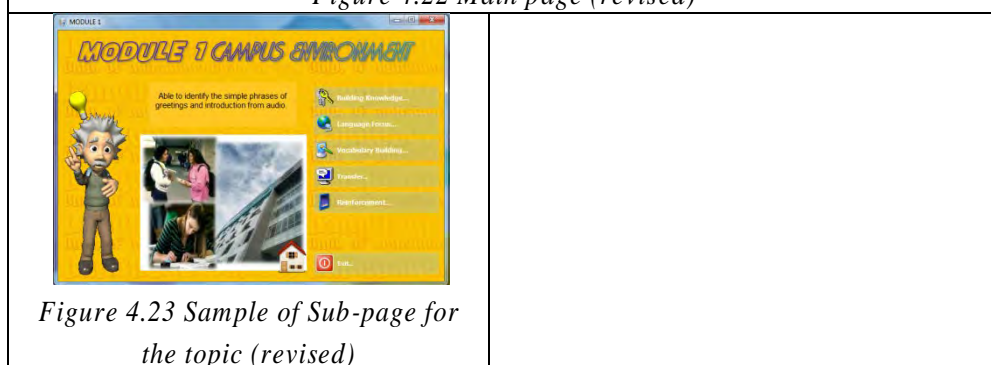 Figure 4.22 Main page (revised)
MODULE 1
MODULE 1 CAMPUS ENVIRONMENT
Able to identify the simple phrases of
greetings and introduction from audio.
Building Knowledge...
Language Focus...
Vocabulary Building...
Transfer...
Reinforcement...
Exit...
Figure 4.23 Sample of Sub-page for
the topic (revised)